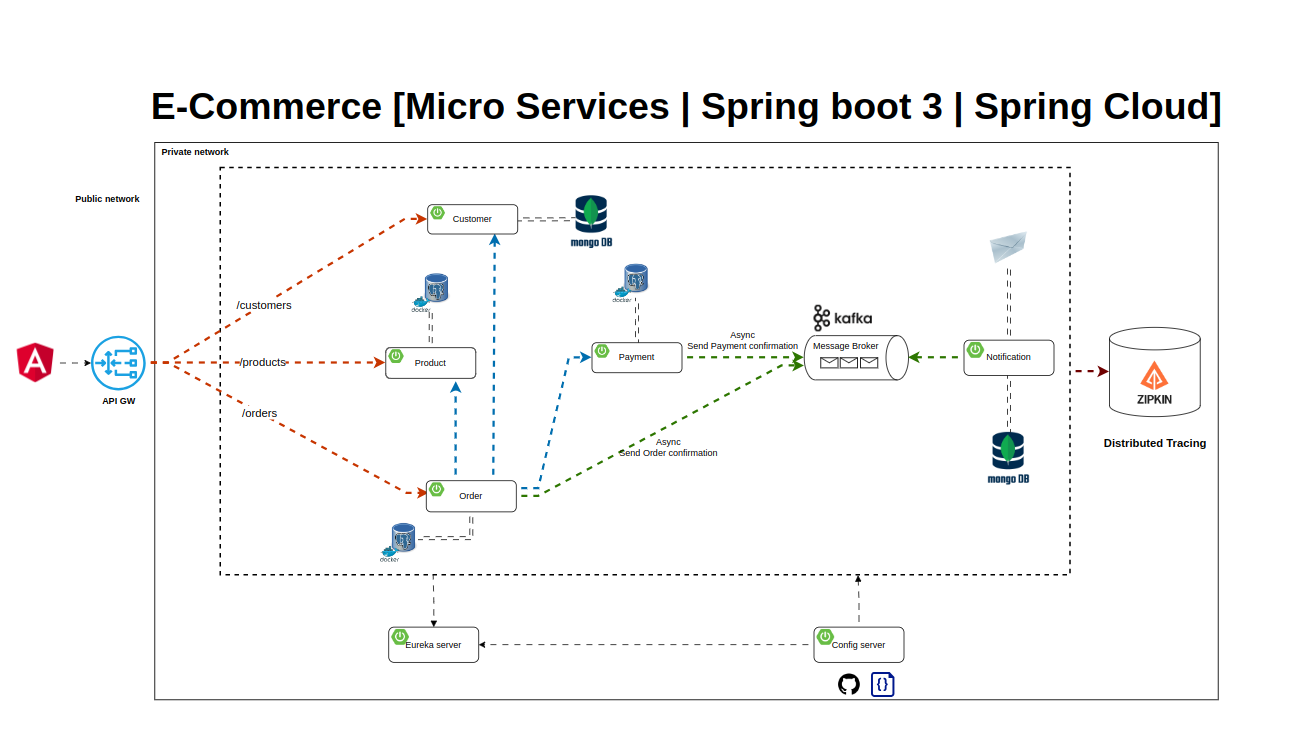 E-Commerce [Micro Services | Spring boot 3 | Spring Cloud]
Private network
Public network
Customer
mongo DB
docker
docker
/customers
kafka
Async
Send Payment confirmation
Message Broker
Product
Payment
Notification
/products
API GW
ZIPKIN
/orders
Async
Send Order confirmation
Distributed Tracing
mongo DB
Order
docker
Eureka server
Config server
{}